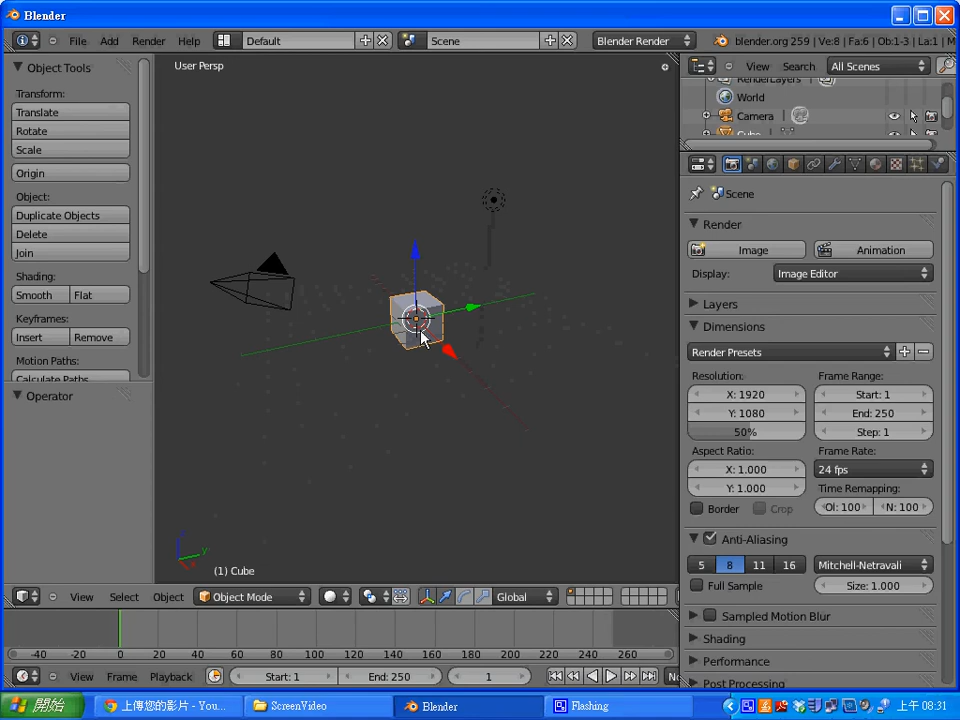 Blender
File Add Render Help Default Scene Blender Render blender.org 259 | Ve:8 | Fa:6 | Ob:1-3 | La:1 | M
Object Tools
Transform:
Translate
Rotate
Scale
Origin
Object:
Duplicate Objects
Delete
Join
Shading:
Smooth Flat
Keyframes:
Insert Remove
Motion Paths:
Calculate Paths
Operator
User Persp
(1) Cube
View Search All Scenes
RenderLayers
World
Camera
Cube
Scene
Render
Image Animation
Display: Image Editor
Layers
Dimensions
Render Presets
Resolution: Frame Range:
X: 1920 Start: 1
Y: 1080 End: 250
50% Step: 1
Aspect Ratio: Frame Rate:
X: 1.000 24 fps
Y: 1.000 Time Remapping:
Border Crop Ol: 100 N: 100
Anti-Aliasing
5 8 11 16 Mitchell-Netravali
Full Sample Size: 1.000
Sampled Motion Blur
Shading
Performance
Post Processing
View Select Object Object Mode Global
-40 -20 0 20 40 60 80 100 120 140 160 180 200 220 240 260
View Frame Playback Start: 1 End: 250 1 No
開始 上傳您的影片 - You... ScreenVideo Blender Flashing 上午 08:31